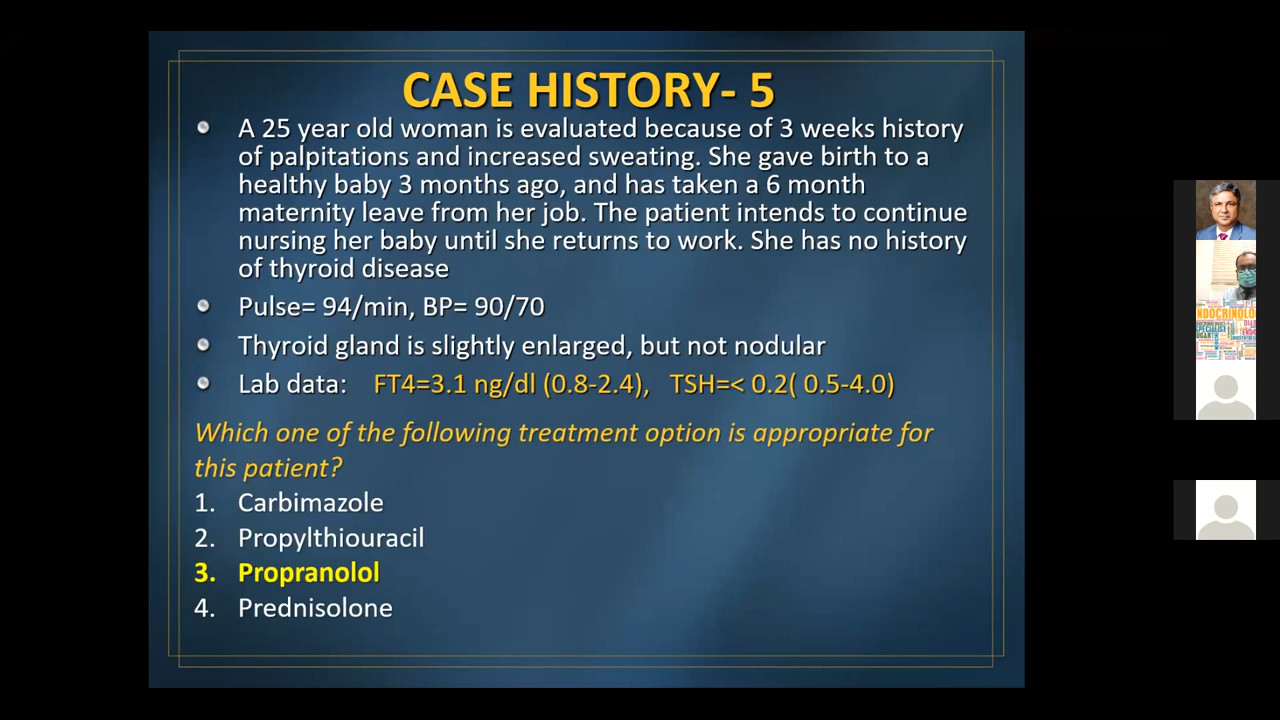 CASE HISTORY- 5
A 25 year old woman is evaluated because of 3 weeks history
of palpitations and increased sweating. She gave birth to a
healthy baby 3 months ago, and has taken a 6 month
maternity leave from her job. The patient intends to continue
nursing her baby until she returns to work. She has no history
of thyroid disease
Pulse= 94/min, BP= 90/70
Thyroid gland is slightly enlarged, but not nodular
Lab data: FT4=3.1 ng/dl (0.8-2.4), TSH=< 0.2( 0.5-4.0)
Which one of the following treatment option is appropriate for
this patient?
1. Carbimazole
2. Propylthiouracil
3. Propranolol
4. Prednisolone
NDOCRINOLO